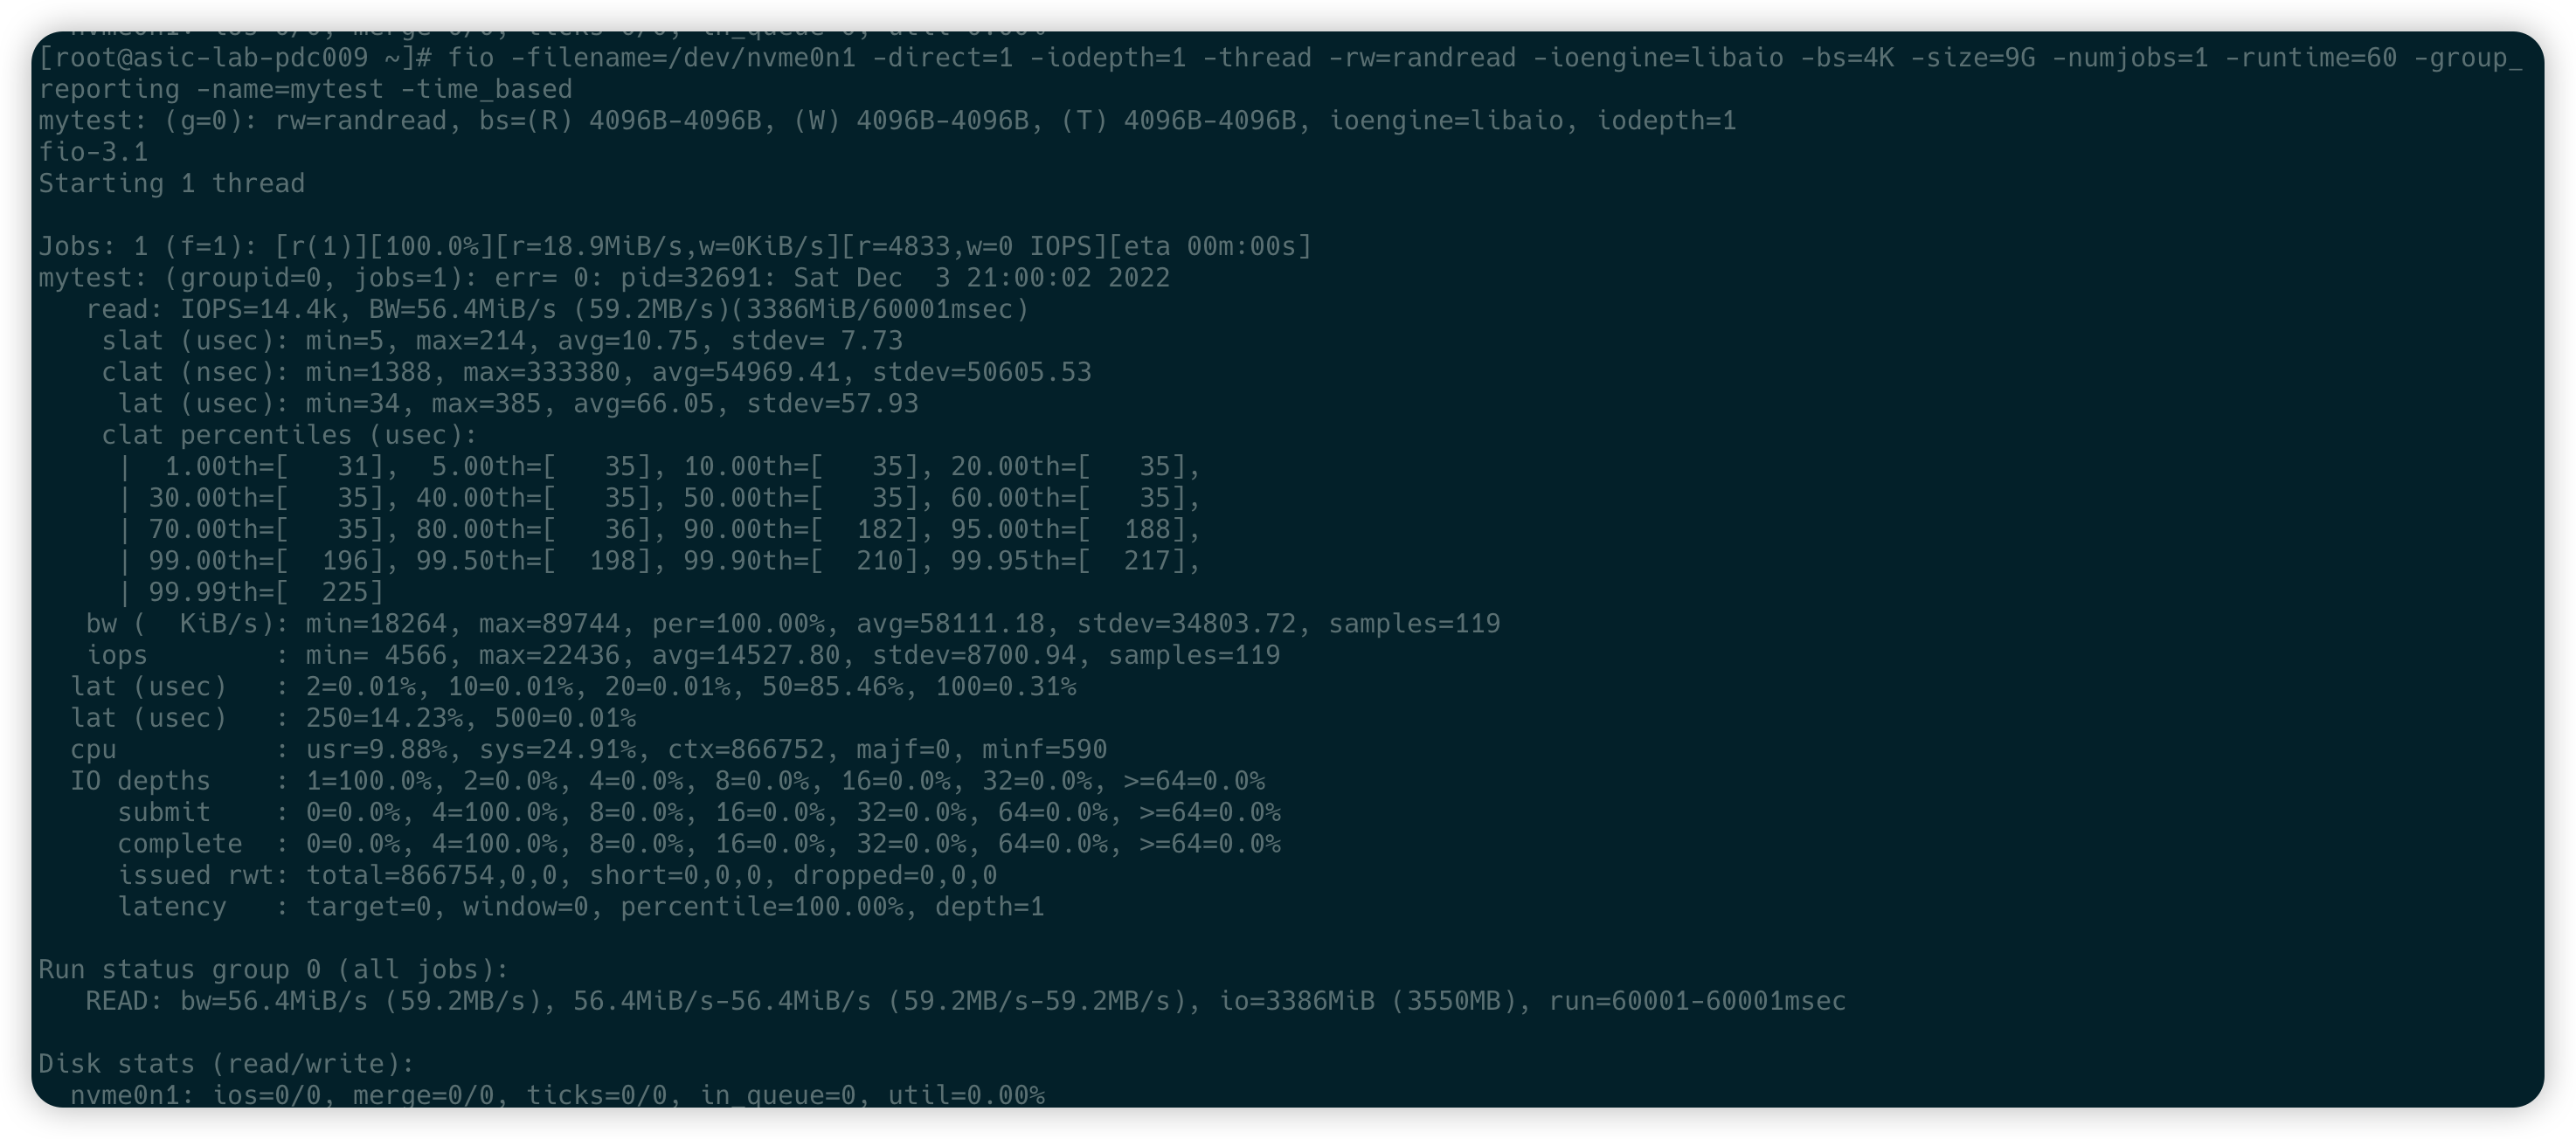 nvme0n1: ios=0/0, merge=0/0, ticks=0/0, in_queue=0, util=0.00%
[root@asic-lab-pdc009 ~]# fio -filename=/dev/nvme0n1 -direct=1 -iodepth=1 -thread -rw=randread -ioengine=libaio -bs=4K -size=9G -numjobs=1 -runtime=60 -group_
reporting -name=mytest -time_based
mytest: (g=0): rw=randread, bs=(R) 4096B-4096B, (W) 4096B-4096B, (T) 4096B-4096B, ioengine=libaio, iodepth=1
fio-3.1
Starting 1 thread
Jobs: 1 (f=1): [r(1)][100.0%][r=18.9MiB/s,w=0KiB/s][r=4833,w=0 IOPS][eta 00m:00s]
mytest: (groupid=0, jobs=1): err= 0: pid=32691: Sat Dec  3 21:00:02 2022
   read: IOPS=14.4k, BW=56.4MiB/s (59.2MB/s)(3386MiB/60001msec)
    slat (usec): min=5, max=214, avg=10.75, stdev= 7.73
    clat (nsec): min=1388, max=333380, avg=54969.41, stdev=50605.53
     lat (usec): min=34, max=385, avg=66.05, stdev=57.93
    clat percentiles (usec):
     |  1.00th=[   31],  5.00th=[   35], 10.00th=[   35], 20.00th=[   35],
     | 30.00th=[   35], 40.00th=[   35], 50.00th=[   35], 60.00th=[   35],
     | 70.00th=[   35], 80.00th=[   36], 90.00th=[  182], 95.00th=[  188],
     | 99.00th=[  196], 99.50th=[  198], 99.90th=[  210], 99.95th=[  217],
     | 99.99th=[  225]
   bw (  KiB/s): min=18264, max=89744, per=100.00%, avg=58111.18, stdev=34803.72, samples=119
   iops        : min= 4566, max=22436, avg=14527.80, stdev=8700.94, samples=119
  lat (usec)   : 2=0.01%, 10=0.01%, 20=0.01%, 50=85.46%, 100=0.31%
  lat (usec)   : 250=14.23%, 500=0.01%
  cpu          : usr=9.88%, sys=24.91%, ctx=866752, majf=0, minf=590
  IO depths    : 1=100.0%, 2=0.0%, 4=0.0%, 8=0.0%, 16=0.0%, 32=0.0%, >=64=0.0%
     submit    : 0=0.0%, 4=100.0%, 8=0.0%, 16=0.0%, 32=0.0%, 64=0.0%, >=64=0.0%
     complete  : 0=0.0%, 4=100.0%, 8=0.0%, 16=0.0%, 32=0.0%, 64=0.0%, >=64=0.0%
     issued rwt: total=866754,0,0, short=0,0,0, dropped=0,0,0
     latency   : target=0, window=0, percentile=100.00%, depth=1
Run status group 0 (all jobs):
   READ: bw=56.4MiB/s (59.2MB/s), 56.4MiB/s-56.4MiB/s (59.2MB/s-59.2MB/s), io=3386MiB (3550MB), run=60001-60001msec
Disk stats (read/write):
  nvme0n1: ios=0/0, merge=0/0, ticks=0/0, in_queue=0, util=0.00%